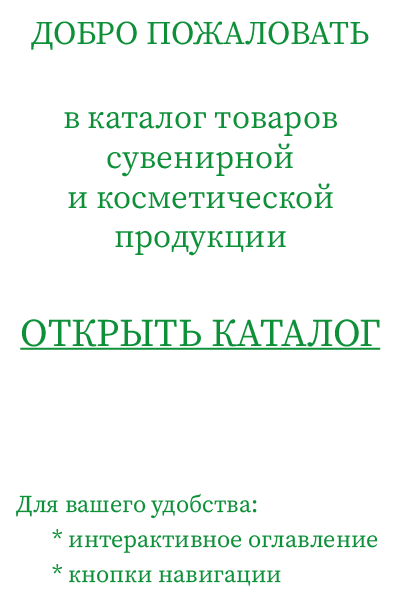 ДОБРО ПОЖАЛОВАТЬ
в каталог товаров
сувенирной
и косметической
продукции
ОТКРЫТЬ КАТАЛОГ
Для вашего удобства:
* интерактивное оглавление
* кнопки навигации